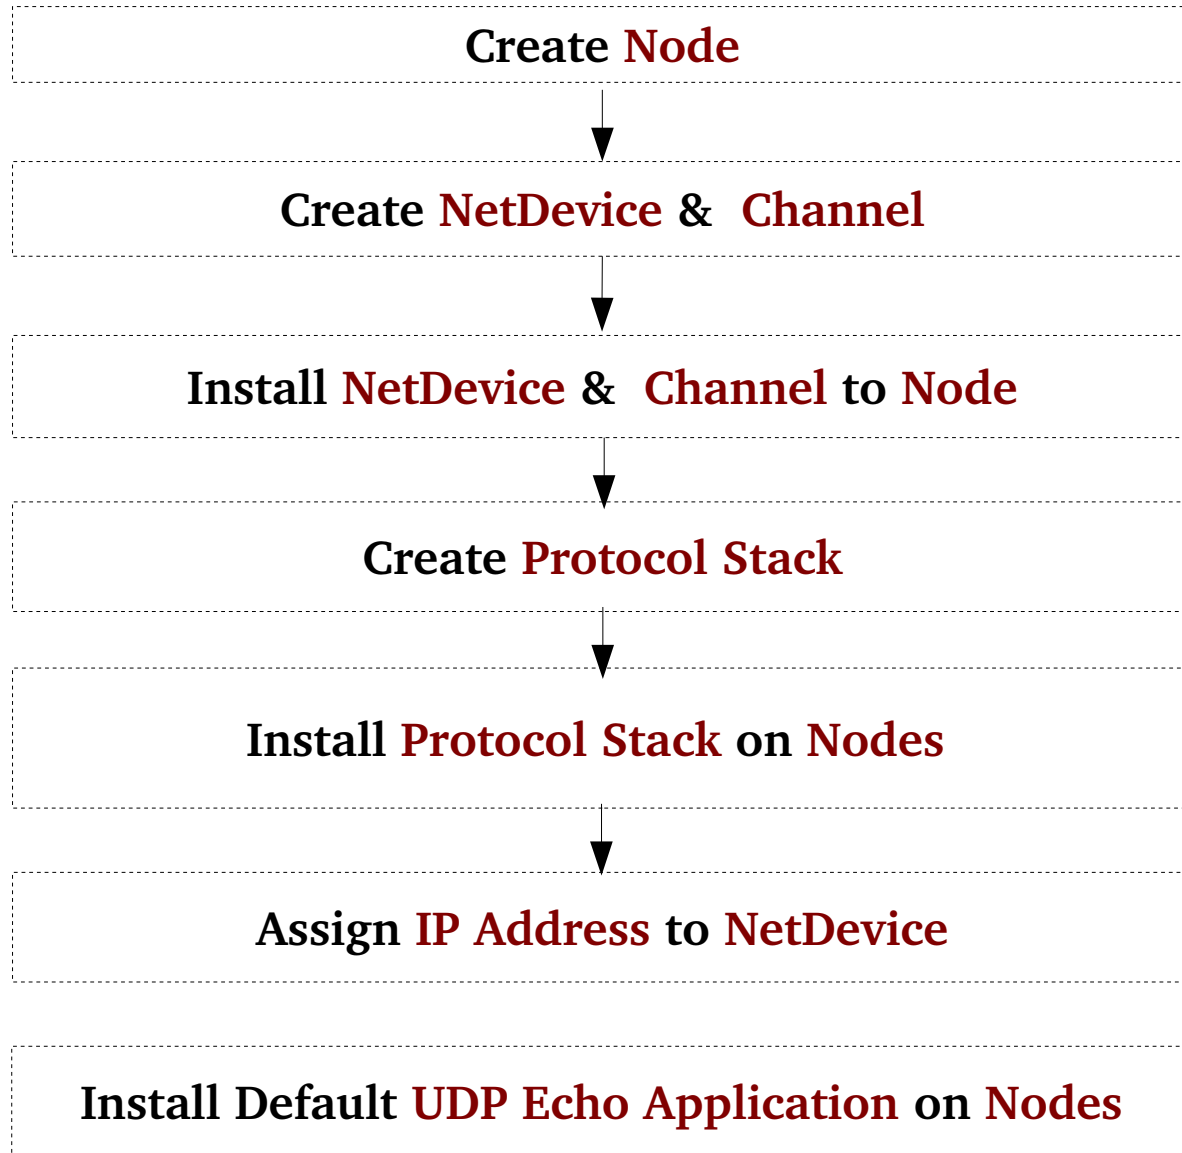 Create Node
Create NetDevice & Channel
Install NetDevice & Channel to Node
Create Protocol Stack
Install Protocol Stack on Nodes
Assign IP Address to NetDevice
Install Default UDP Echo Application on Nodes